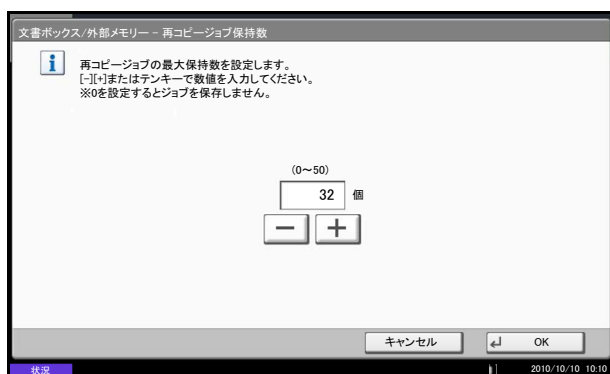 文書ボックス/外部メモリー - 再コピージョブ保持数
再コピージョブの最大保持数を設定します。
[-][+]またはテンキーで数値を入力してください。
※0を設定するとジョブを保存しません。
(0～50)
32 個
キャンセル OK
状況 2010/10/10 10:10